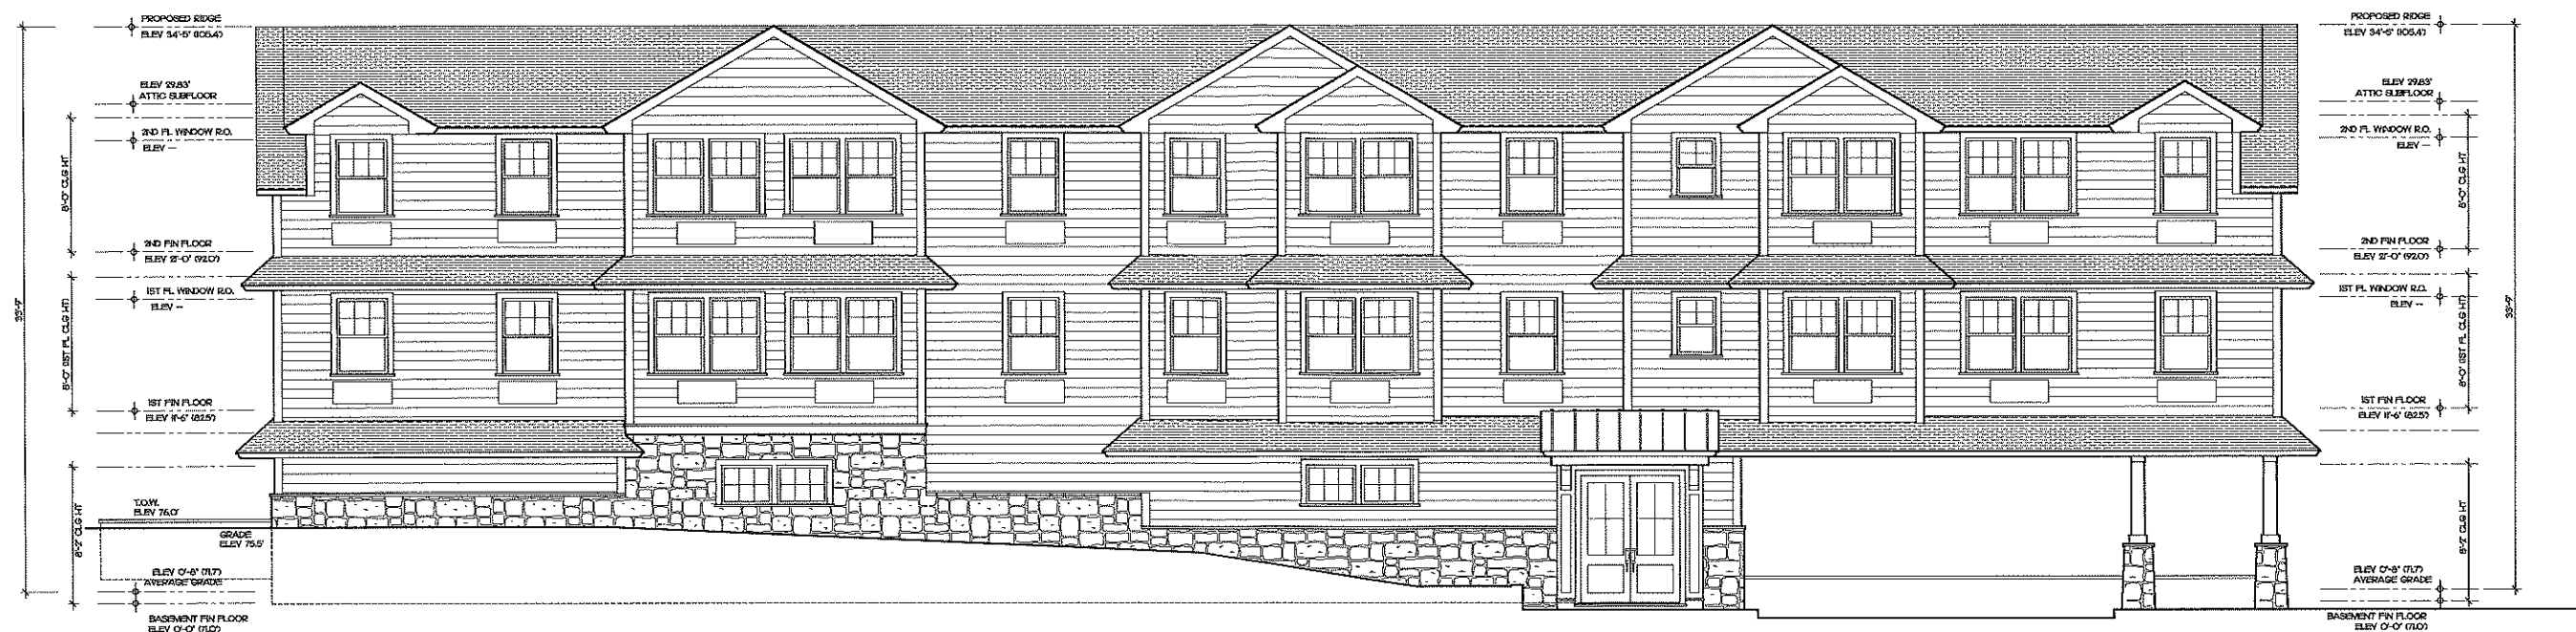 PROPOSED RIDGE
ELEV 34'-5" (105.4)
ELEV 29.83'
ATTIC SUBFLOOR
2ND FL. WINDOW R.O.
ELEV --
8'-0" CLG HT
2ND FIN FLOOR
ELEV 21'-0" (92.0')
1ST FL. WINDOW R.O.
ELEV --
33'-9"
8'-0" (1ST FL CLG HT)
1ST FIN FLOOR
ELEV 11'-6" (82.5')
T.O.W.
ELEV 76.0'
8'-2" CLG HT
GRADE
ELEV 75.5'
ELEV 0'-8" (71.7')
AVERAGE GRADE
BASEMENT FIN FLOOR
ELEV 0'-0" (71.0')
PROPOSED RIDGE
ELEV 34'-5" (105.4)
ELEV 29.83'
ATTIC SUBFLOOR
2ND FL. WINDOW R.O.
ELEV --
8'-0" CLG HT
2ND FIN FLOOR
ELEV 21'-0" (92.0')
1ST FL. WINDOW R.O.
ELEV --
33'-9"
8'-0" (1ST FL CLG HT)
1ST FIN FLOOR
ELEV 11'-6" (82.5')
8'-2" CLG HT
ELEV 0'-8" (71.7')
AVERAGE GRADE
BASEMENT FIN FLOOR
ELEV 0'-0" (71.0')